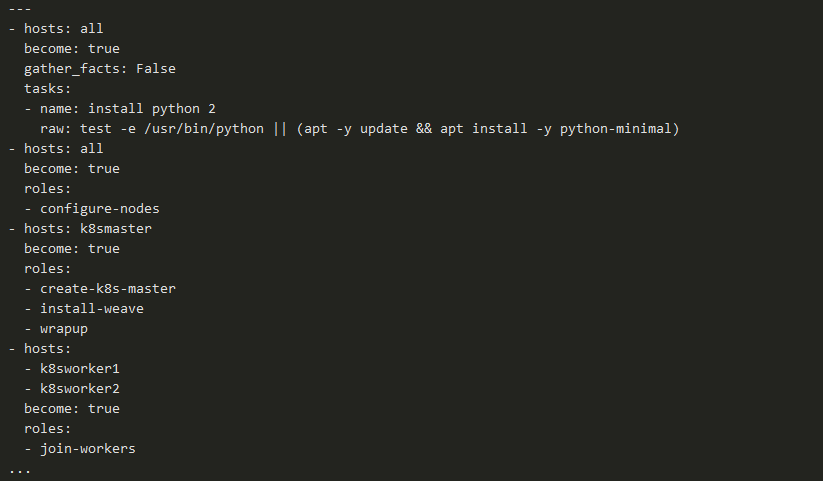 ---
- hosts: all
  become: true
  gather_facts: False
  tasks:
  - name: install python 2
    raw: test -e /usr/bin/python || (apt -y update && apt install -y python-minimal)
- hosts: all
  become: true
  roles:
  - configure-nodes
- hosts: k8smaster
  become: true
  roles:
  - create-k8s-master
  - install-weave
  - wrapup
- hosts:
  - k8sworker1
  - k8sworker2
  become: true
  roles:
  - join-workers
...